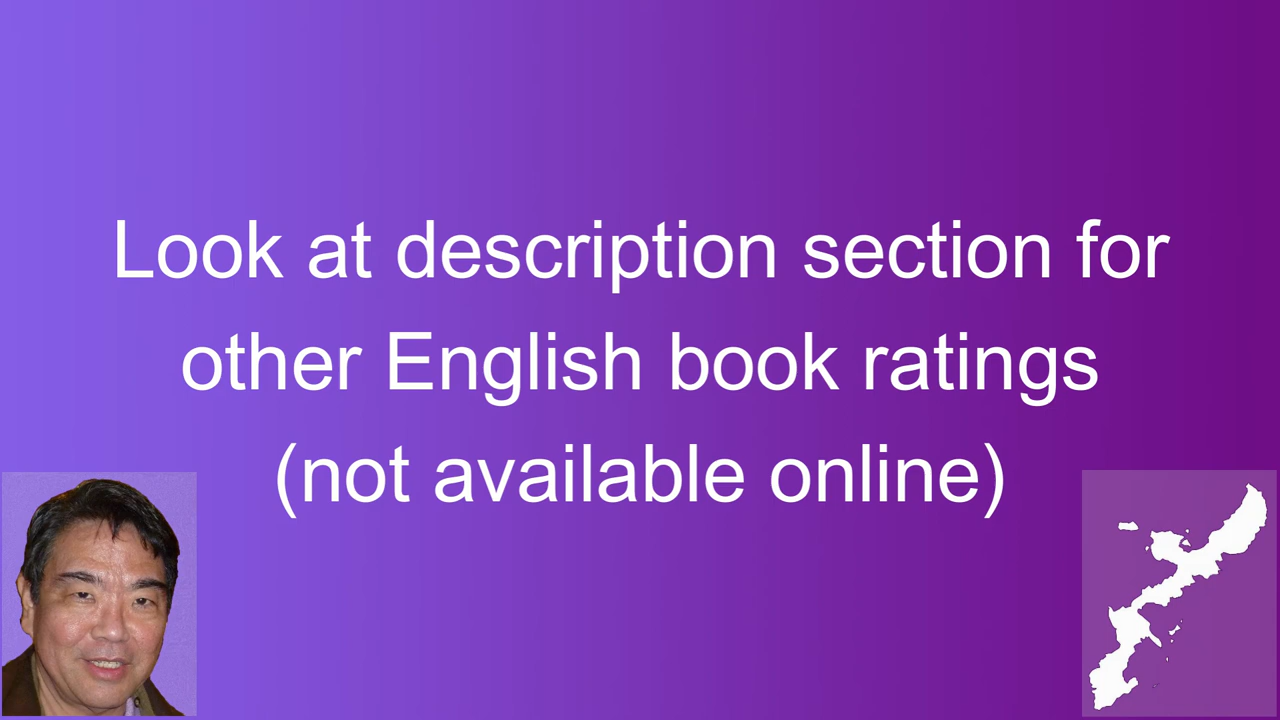 Look at description section for
other English book ratings
(not available online)